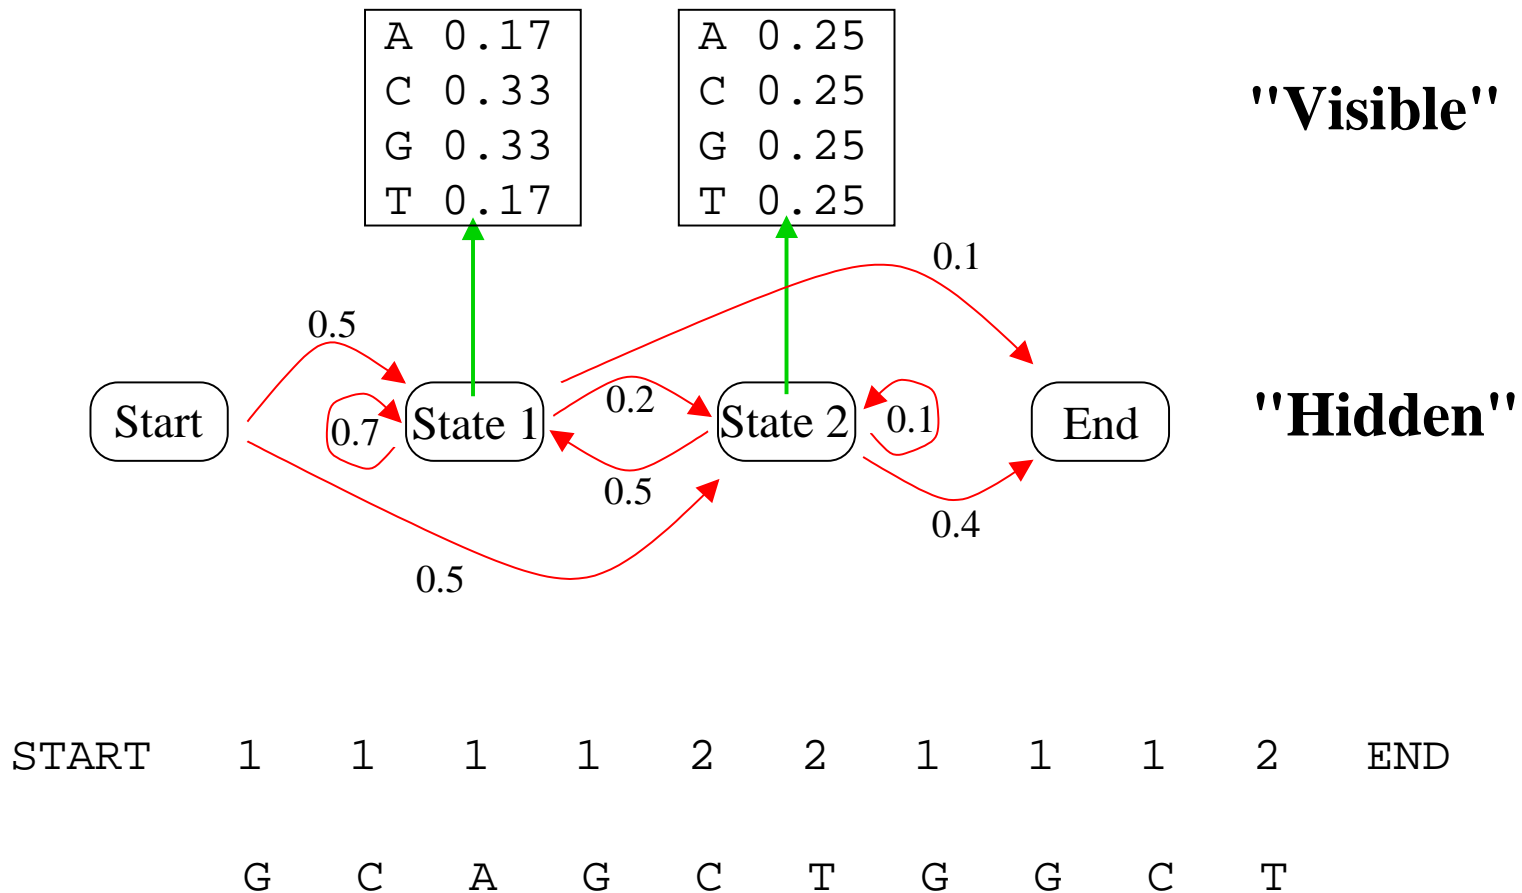 A 0.17
C 0.33
G 0.33
T 0.17
A 0.25
C 0.25
G 0.25
T 0.25
"Visible"
0.1
0.5
Start
0.7
State 1
0.2
0.5
State 2
0.1
End
"Hidden"
0.4
0.5
START 1 1 1 1 2 2 1 1 1 2 END
G C A G C T G G C T